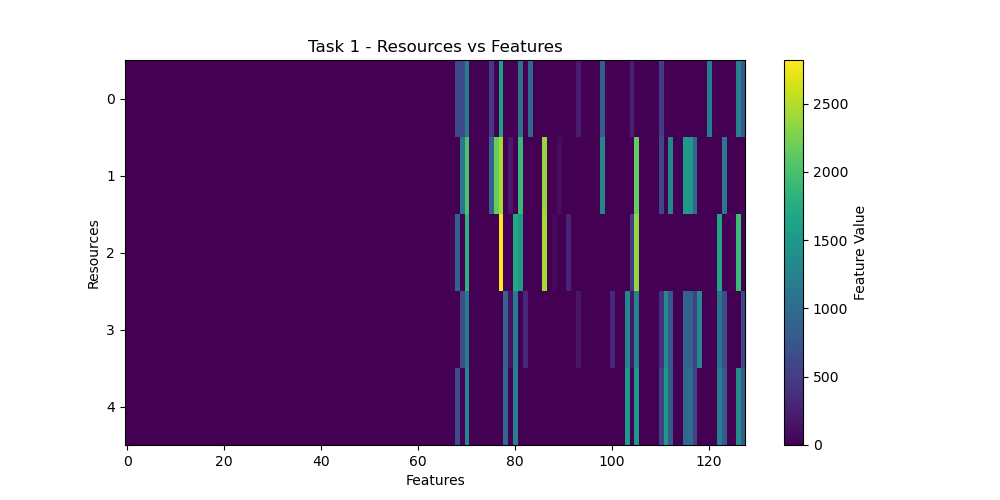 Task 1 - Resources vs Features
Resources
0
1
2
3
4
0 20 40 60 80 100 120
Features
2500
2000
1500
1000
500
0
Feature Value